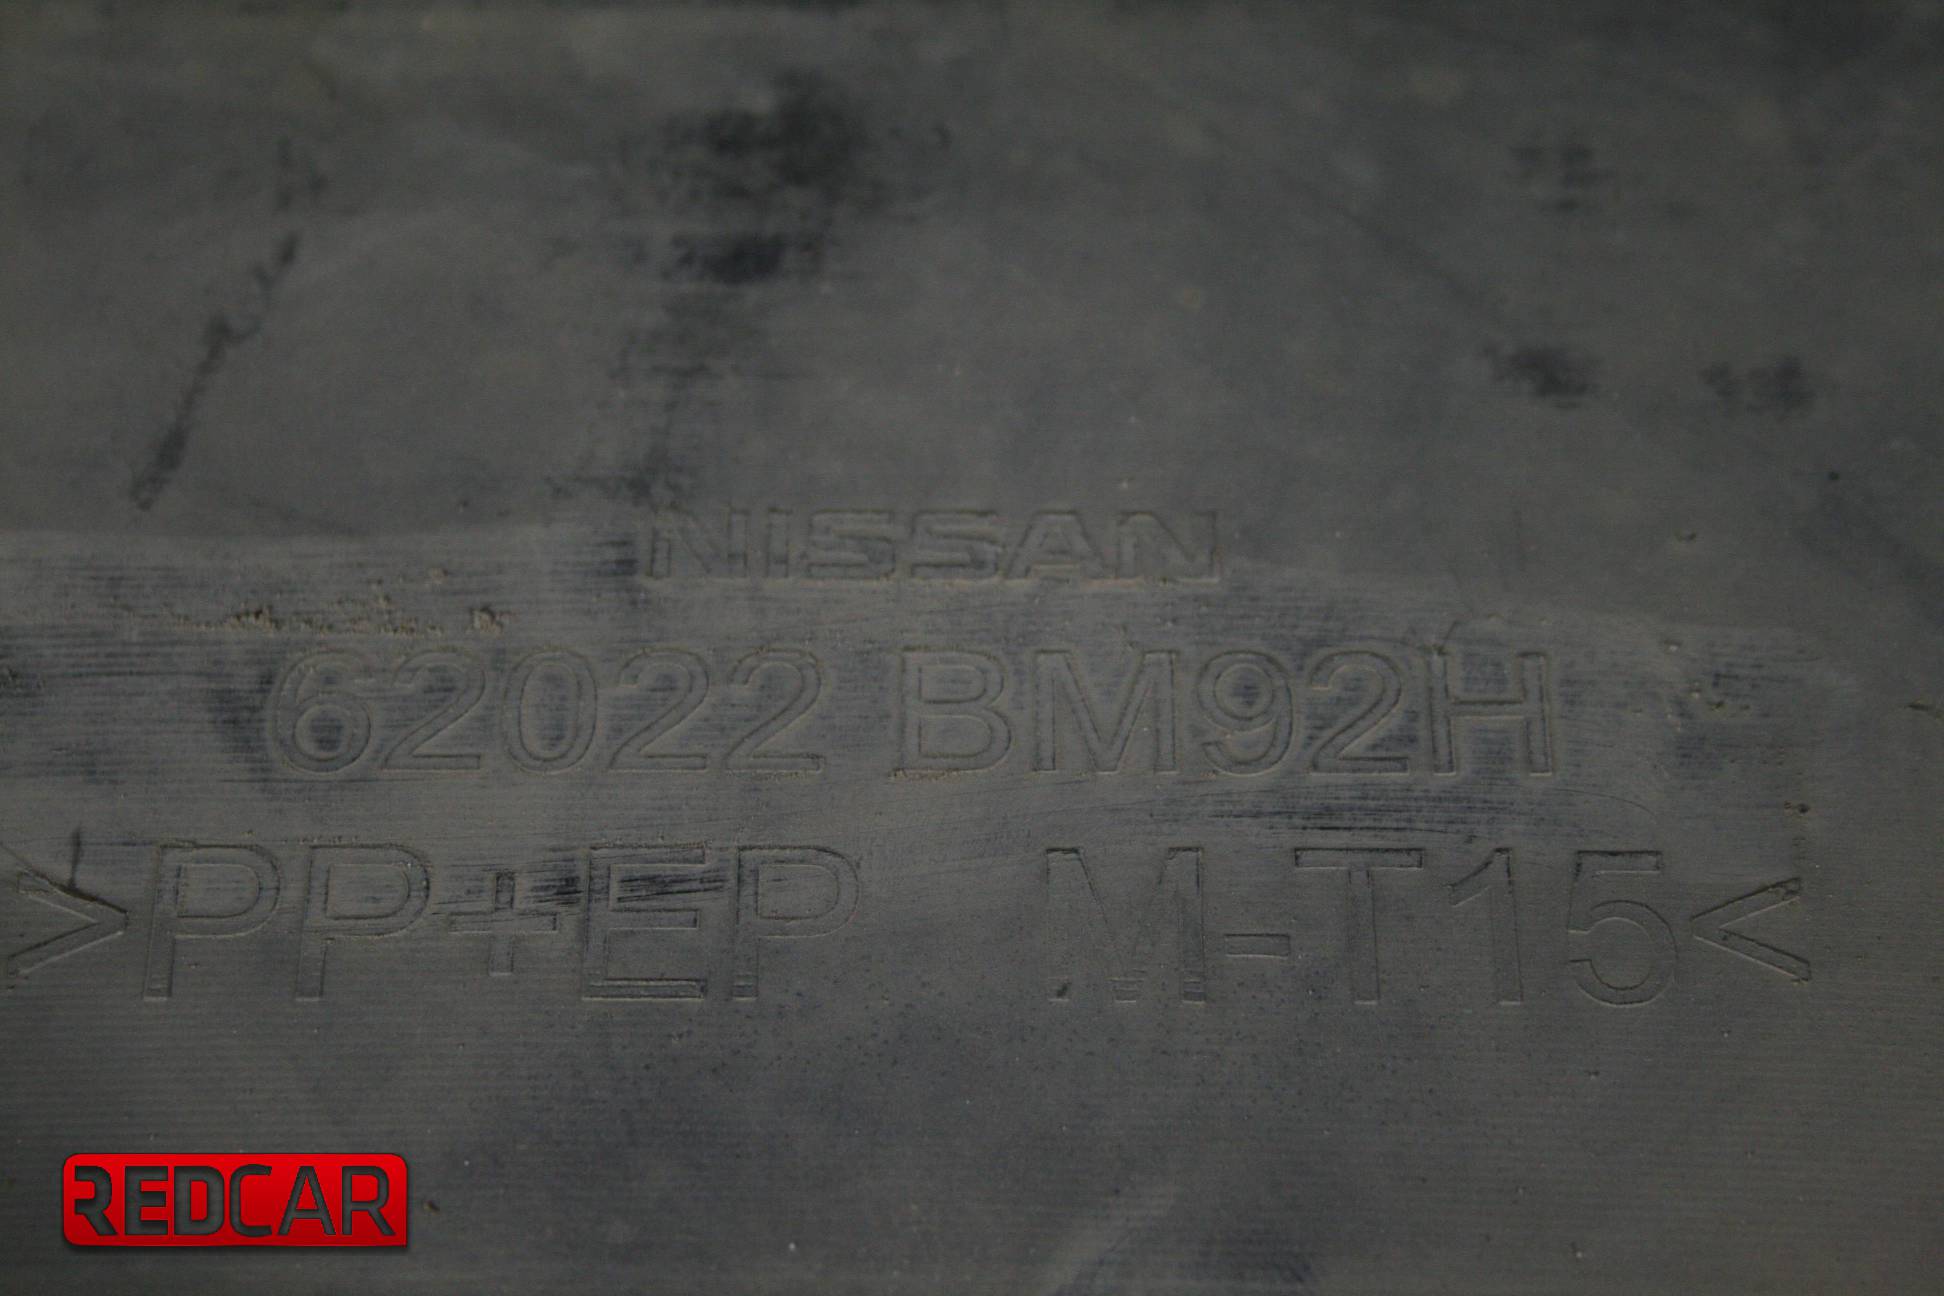 NISSAN
62022 BM92H
>PP+EP M-T15<
REDCAR